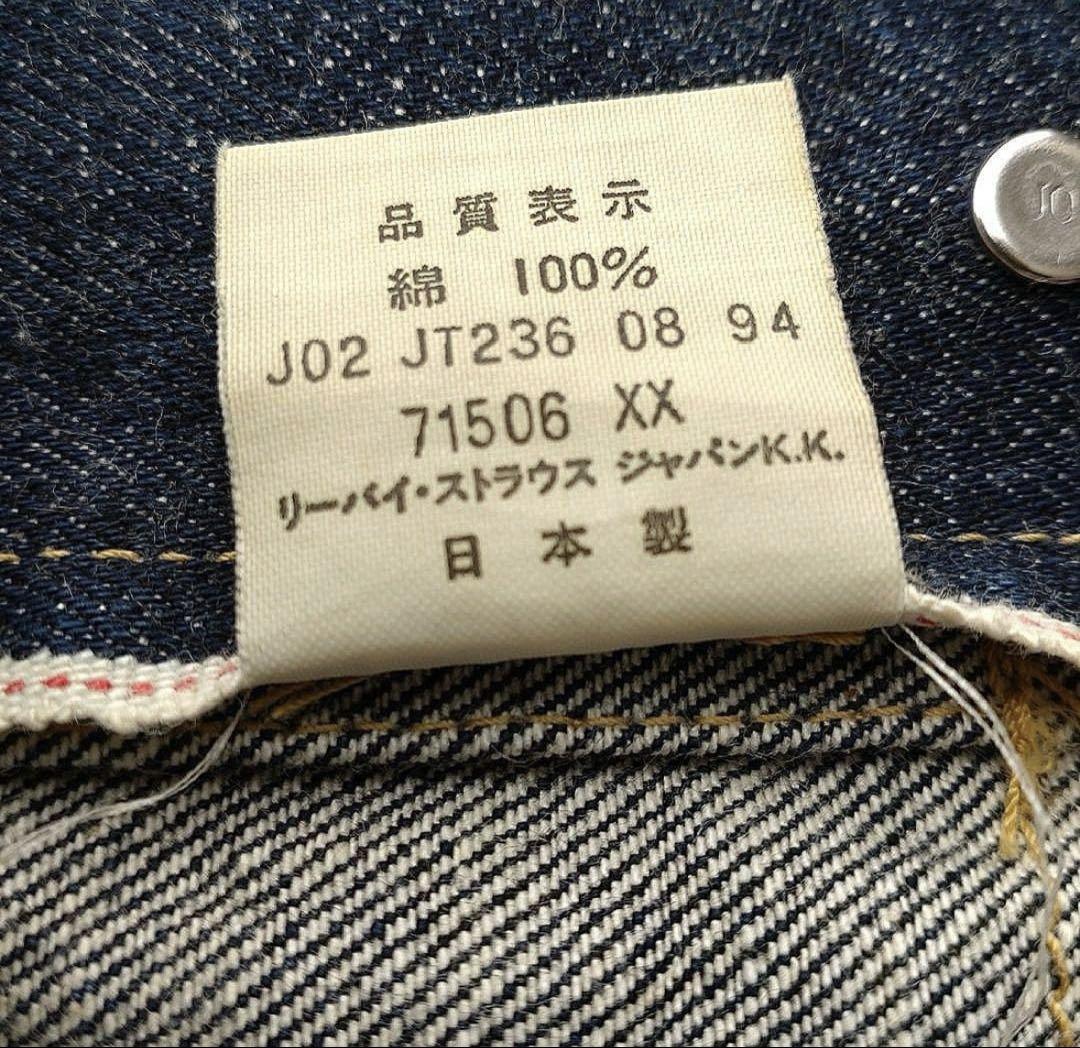 品質表示
綿 100%
J02 JT236 08 94
71506 XX
リーバイ・ストラウス ジャパンK.K.
日本製